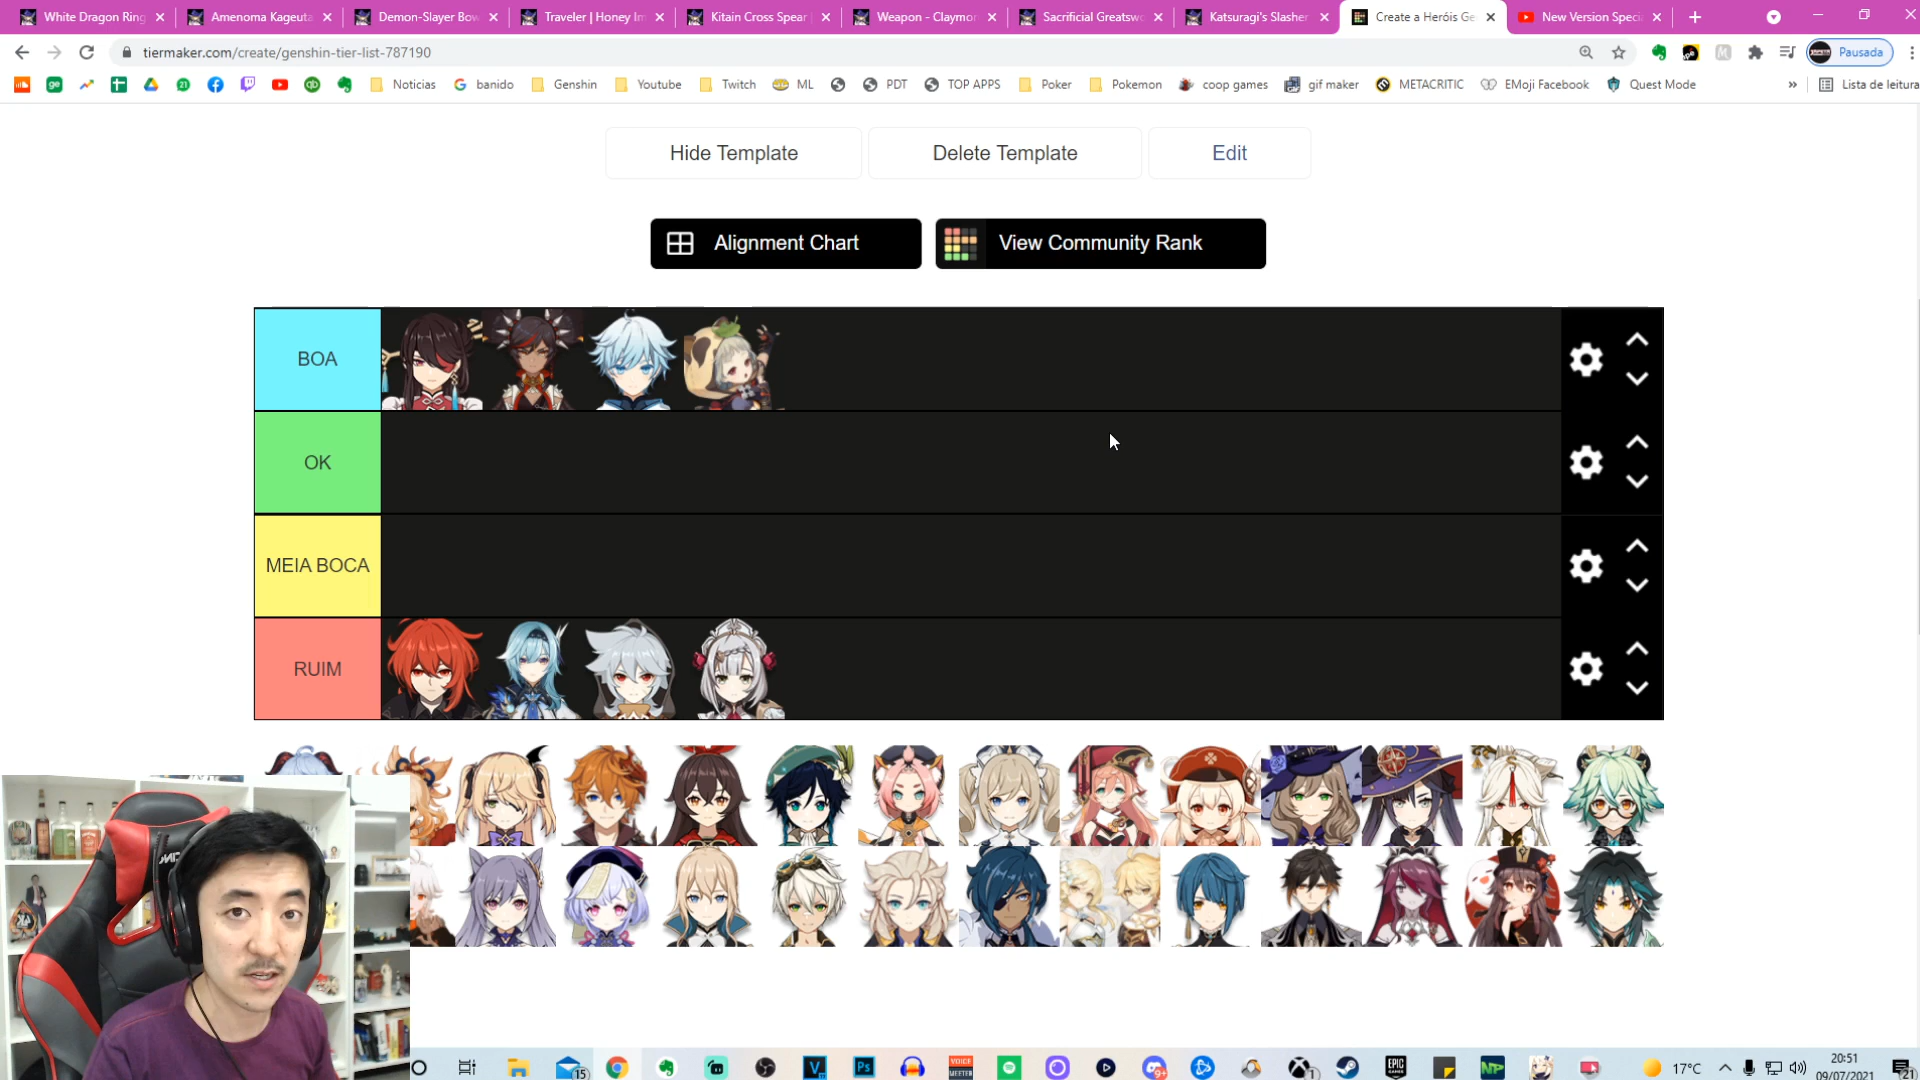 White Dragon Ring
Amenoma Kageuta
Demon-Slayer Bow
Traveler | Honey Im
Kitain Cross Spear
Weapon - Claymor
Sacrificial Greatswo
Katsuragi's Slasher
Create a Heróis Ge
New Version Speci
tiermaker.com/create/genshin-tier-list-787190
Pausada
Noticias
banido
Genshin
Youtube
Twitch
ML
PDT
TOP APPS
Poker
Pokemon
coop games
gif maker
METACRITIC
EMoji Facebook
Quest Mode
»
Lista de leitura
Hide Template
Delete Template
Edit
Alignment Chart
View Community Rank
BOA
OK
MEIA BOCA
RUIM
17°C
20:51
09/07/2021